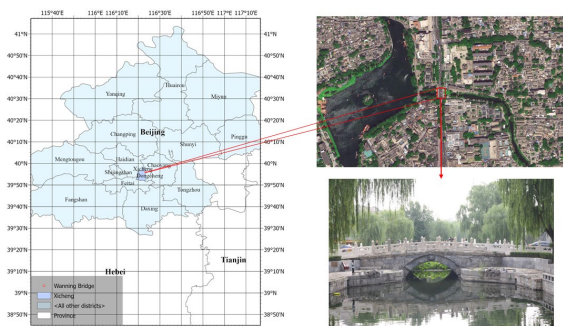 115°40'E 116°E 116°10'E 116°30'E 116°50'E 117°10'E
41°N 41°N
40°50'N 40°50'N
40°40'N 40°40'N
40°30'N 40°30'N
40°20'N 40°20'N
40°10'N 40°10'N
40°N 40°N
39°50'N 39°50'N
39°40'N 39°40'N
39°30'N 39°30'N
39°20'N 39°20'N
39°10'N 39°10'N
39°N 39°N
38°50'N 38°50'N
Yanqing
Huairou
Miyun
Changping
Beijing
Pinggu
Shunyi
Mentougou
Haidian
Chaoyang
Xicheng
Shijingshan
Dongcheng
Fengtai
Tongzhou
Fangshan
Daxing
Tianjin
Hebei
Wanning Bridge
Xicheng
<All other districts>
Province